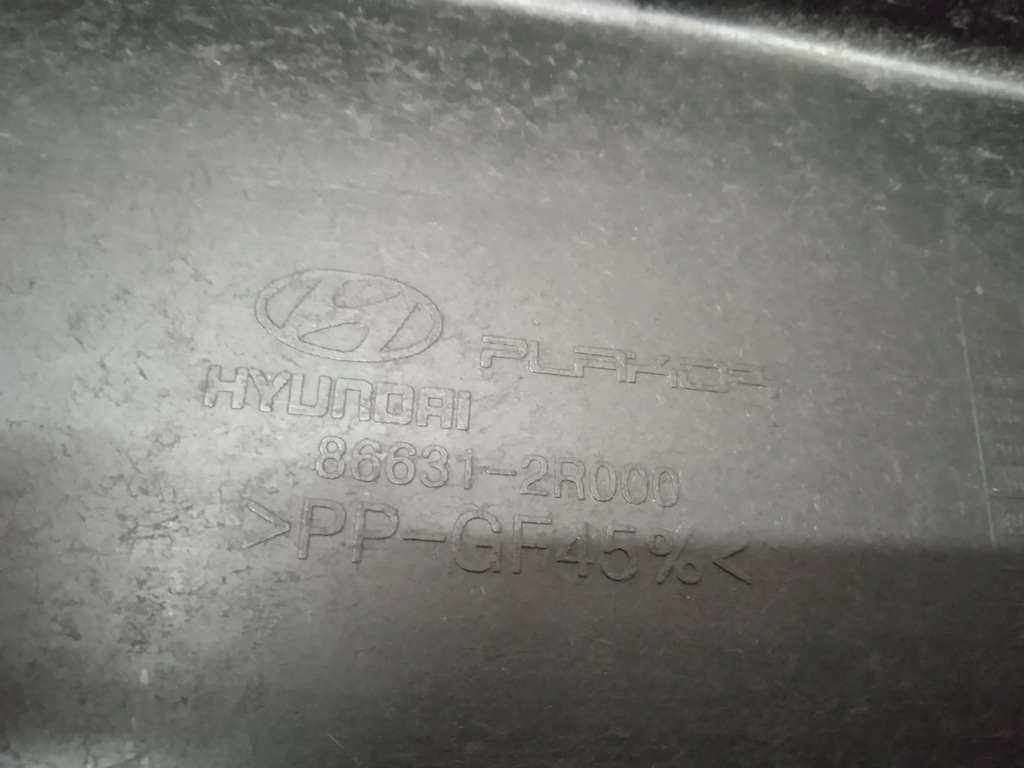 PLAKOR
HYUNDAI
86631-2R000
>PP-GF45%<